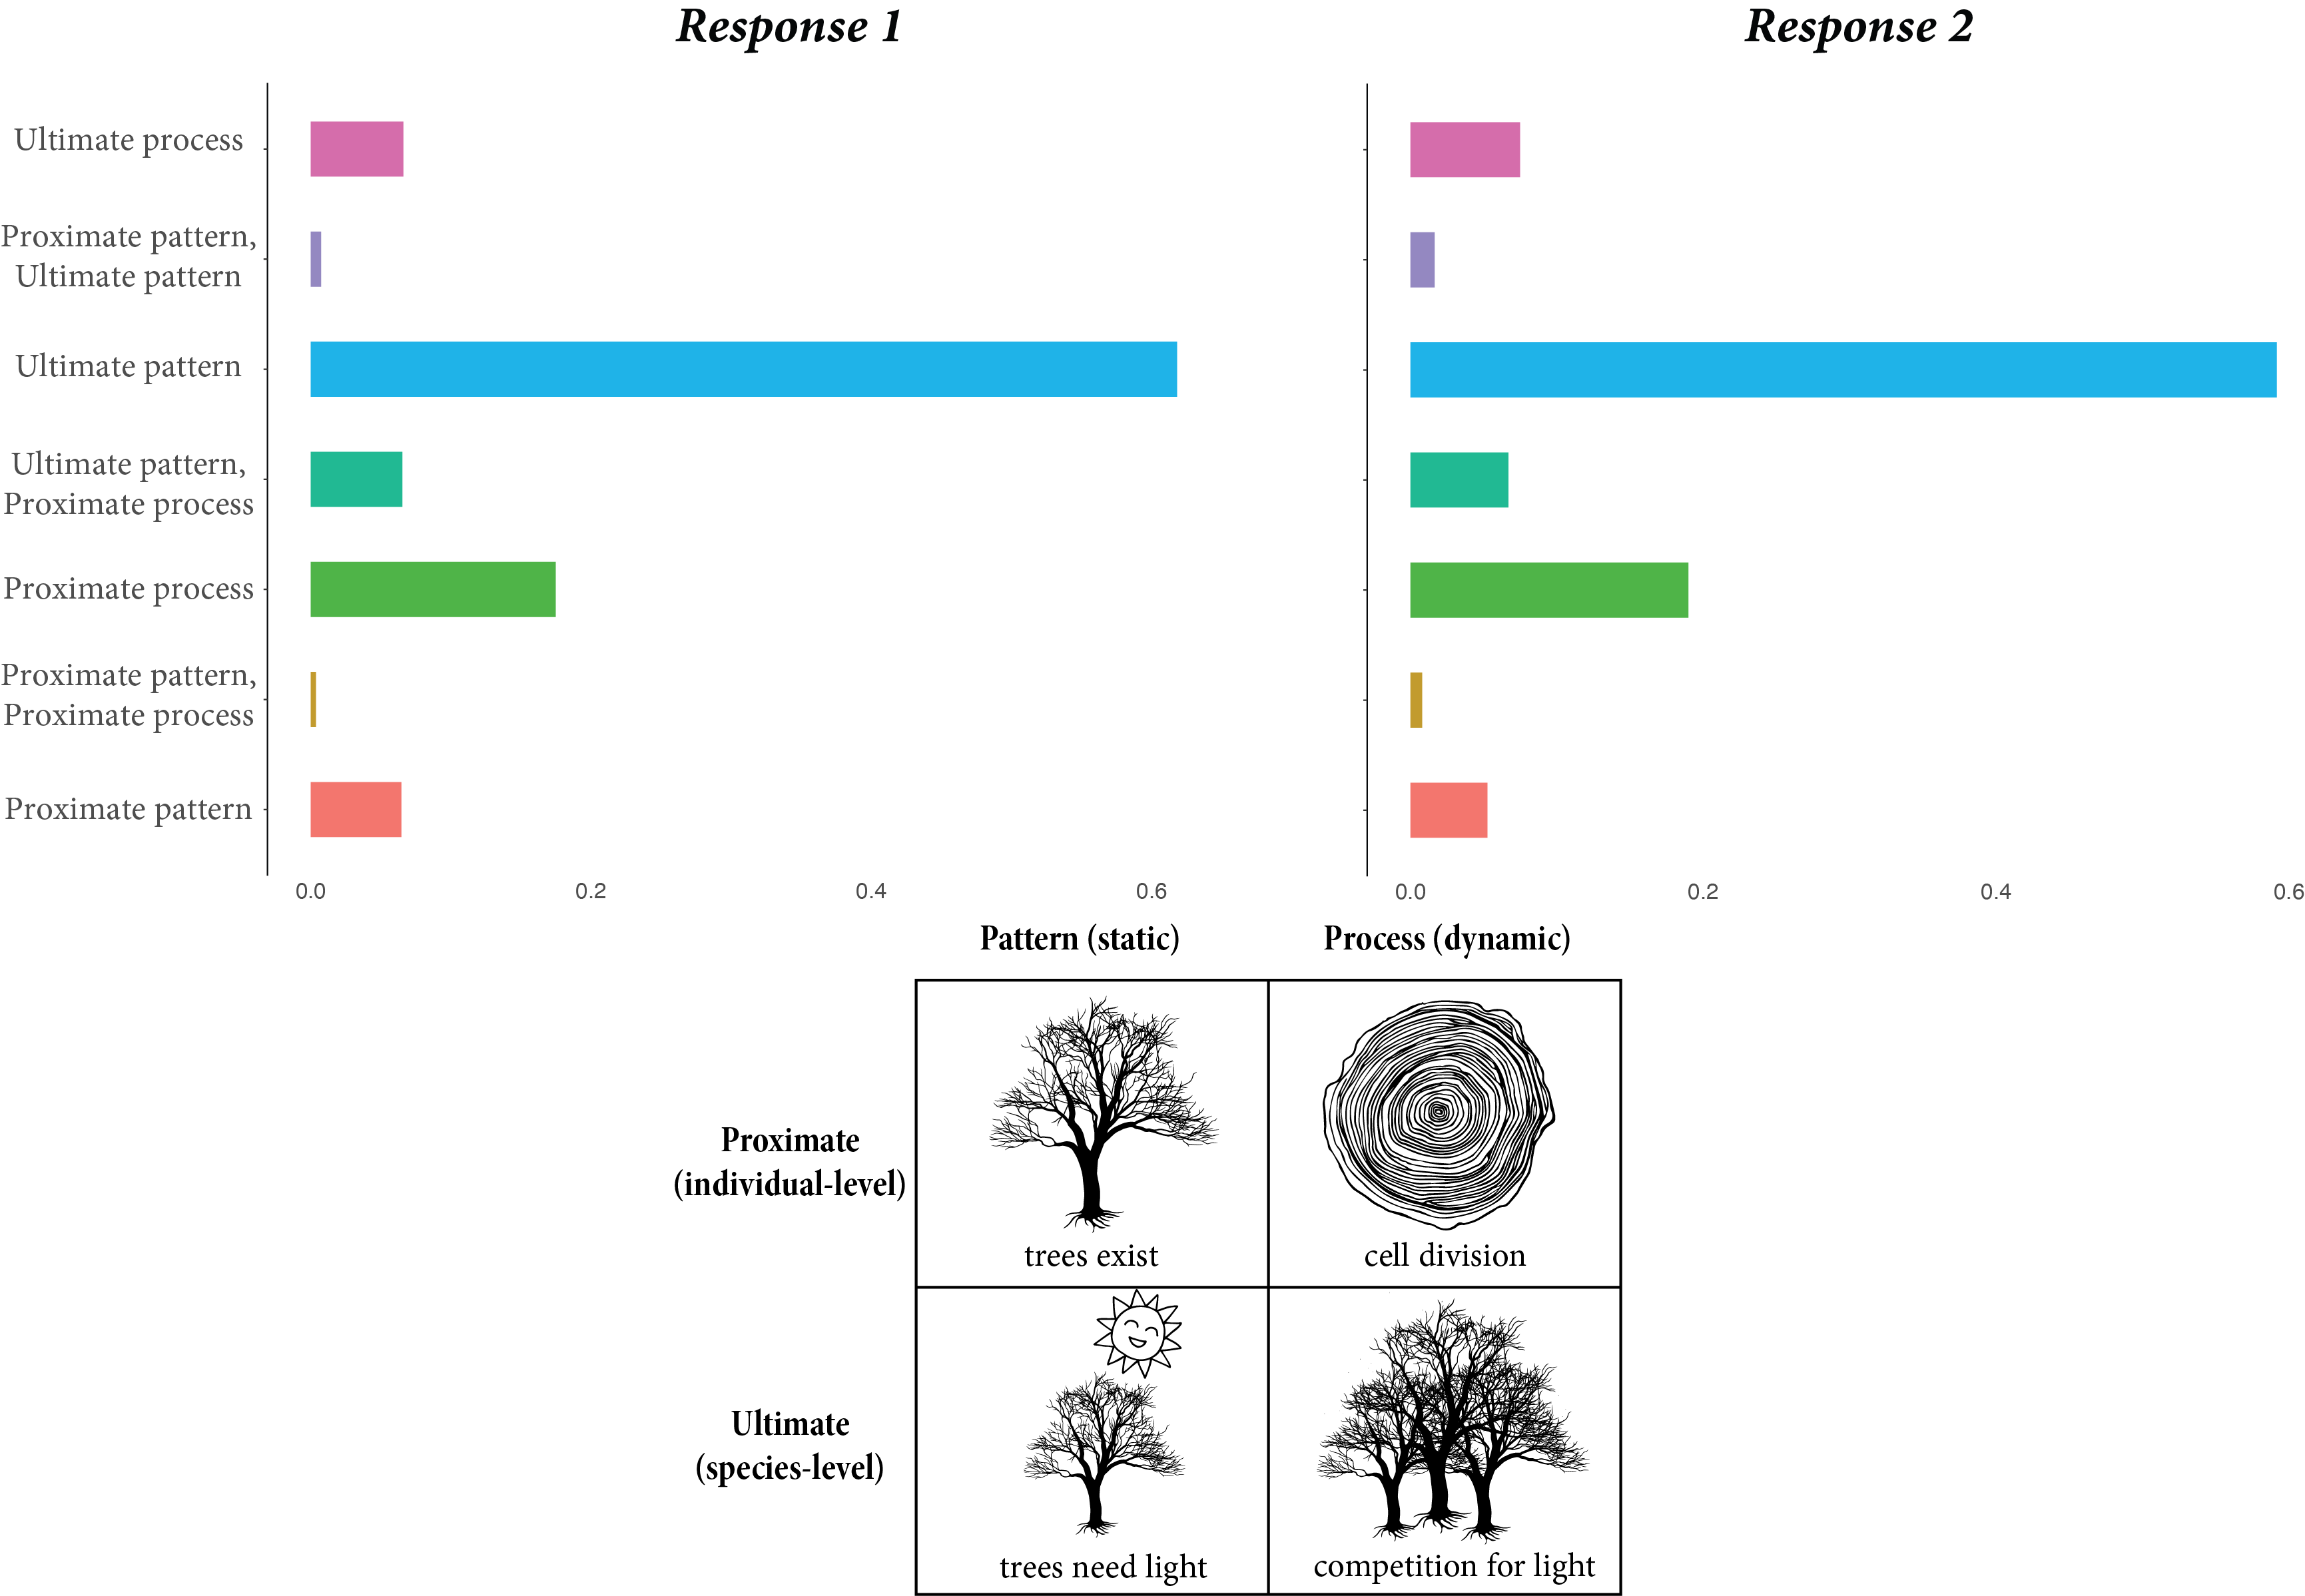 Response 1
Response 2
Ultimate process
Proximate pattern,
Ultimate pattern
Ultimate pattern
Ultimate pattern,
Proximate process
Proximate process
Proximate pattern,
Proximate process
Proximate pattern
0.0 0.2 0.4 0.6
0.0 0.2 0.4 0.6
Pattern (static)
Process (dynamic)
Proximate
(individual-level)
trees exist
cell division
Ultimate
(species-level)
trees need light
competition for light